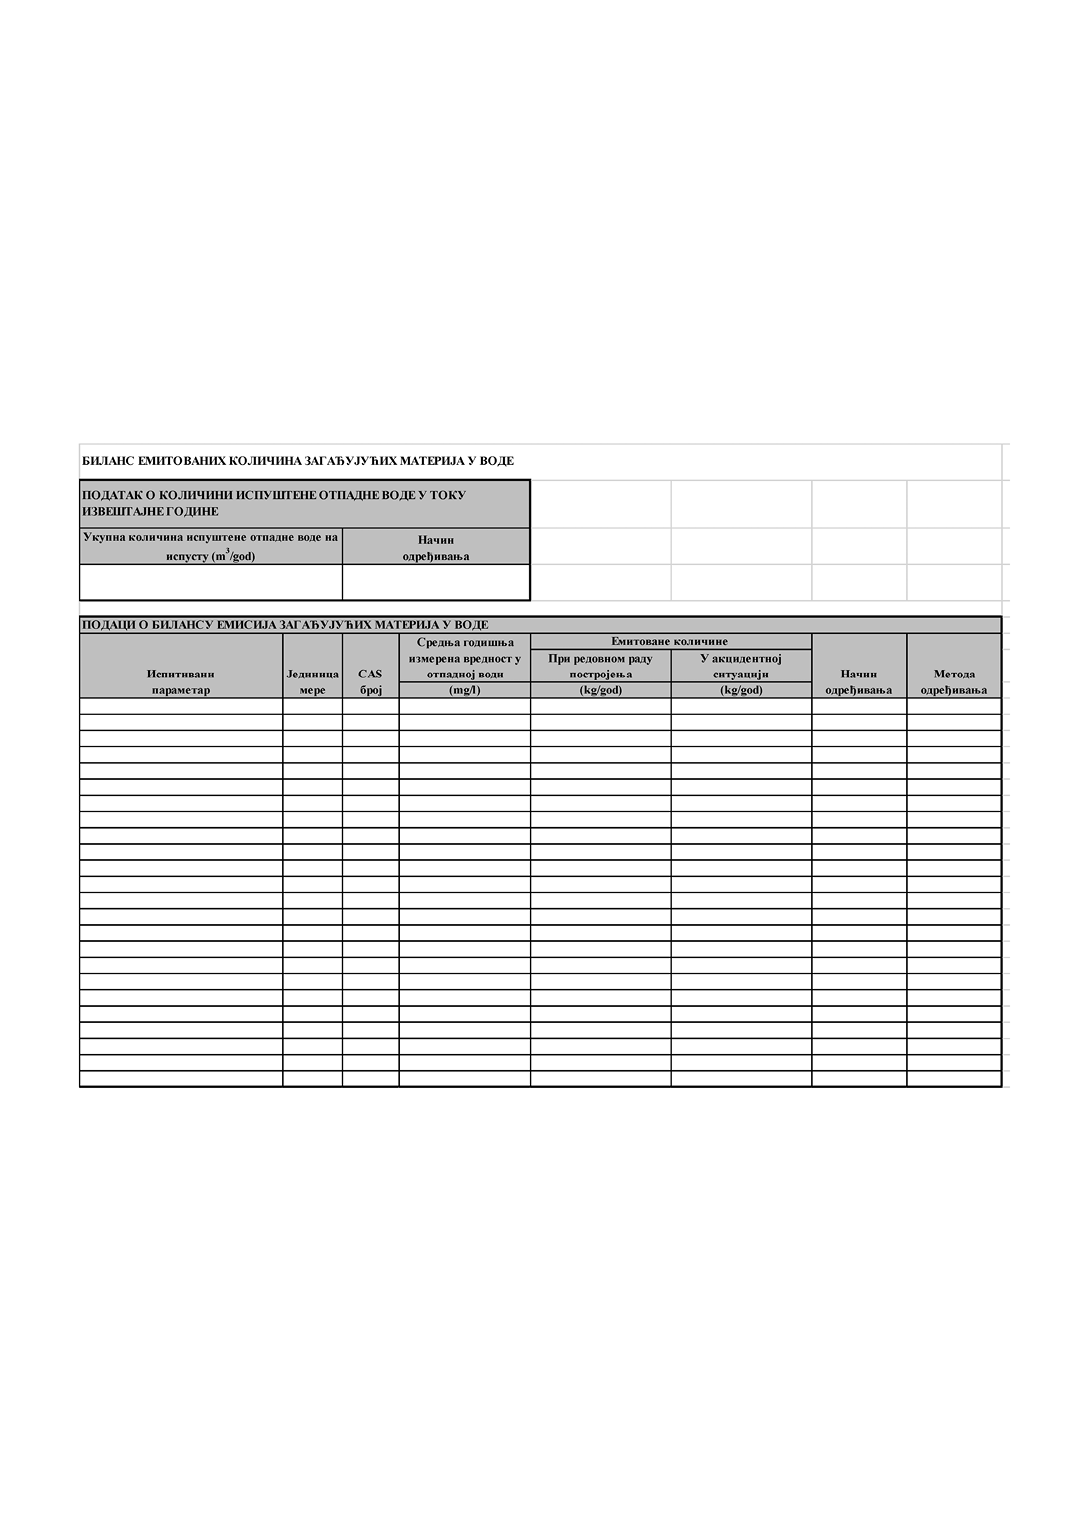 БИЛАНС ЕМИТОВАНИХ КОЛИЧИНА ЗАГАЂУЈУЋИХ МАТЕРИЈА У ВОДЕ
ПОДАТАК О КОЛИЧИНИ ИСПУШТЕНЕ ОТПАДНЕ ВОДЕ У ТОКУ
ИЗВЕШТАЈНЕ ГОДИНЕ
Укупна количина испуштене отпадне воде на
испусту (m³/god)
Начин
одређивања
ПОДАЦИ О БИЛАНСУ ЕМИСИЈА ЗАГАЂУЈУЋИХ МАТЕРИЈА У ВОДЕ
Испитивани
параметар
Јединица
мере
CAS
број
Средња годишња
измерена вредност у
отпадној води
(mg/l)
Емитоване количине
При редовном раду
постројења
(kg/god)
У акцидентној
ситуацији
(kg/god)
Начин
одређивања
Метода
одређивања